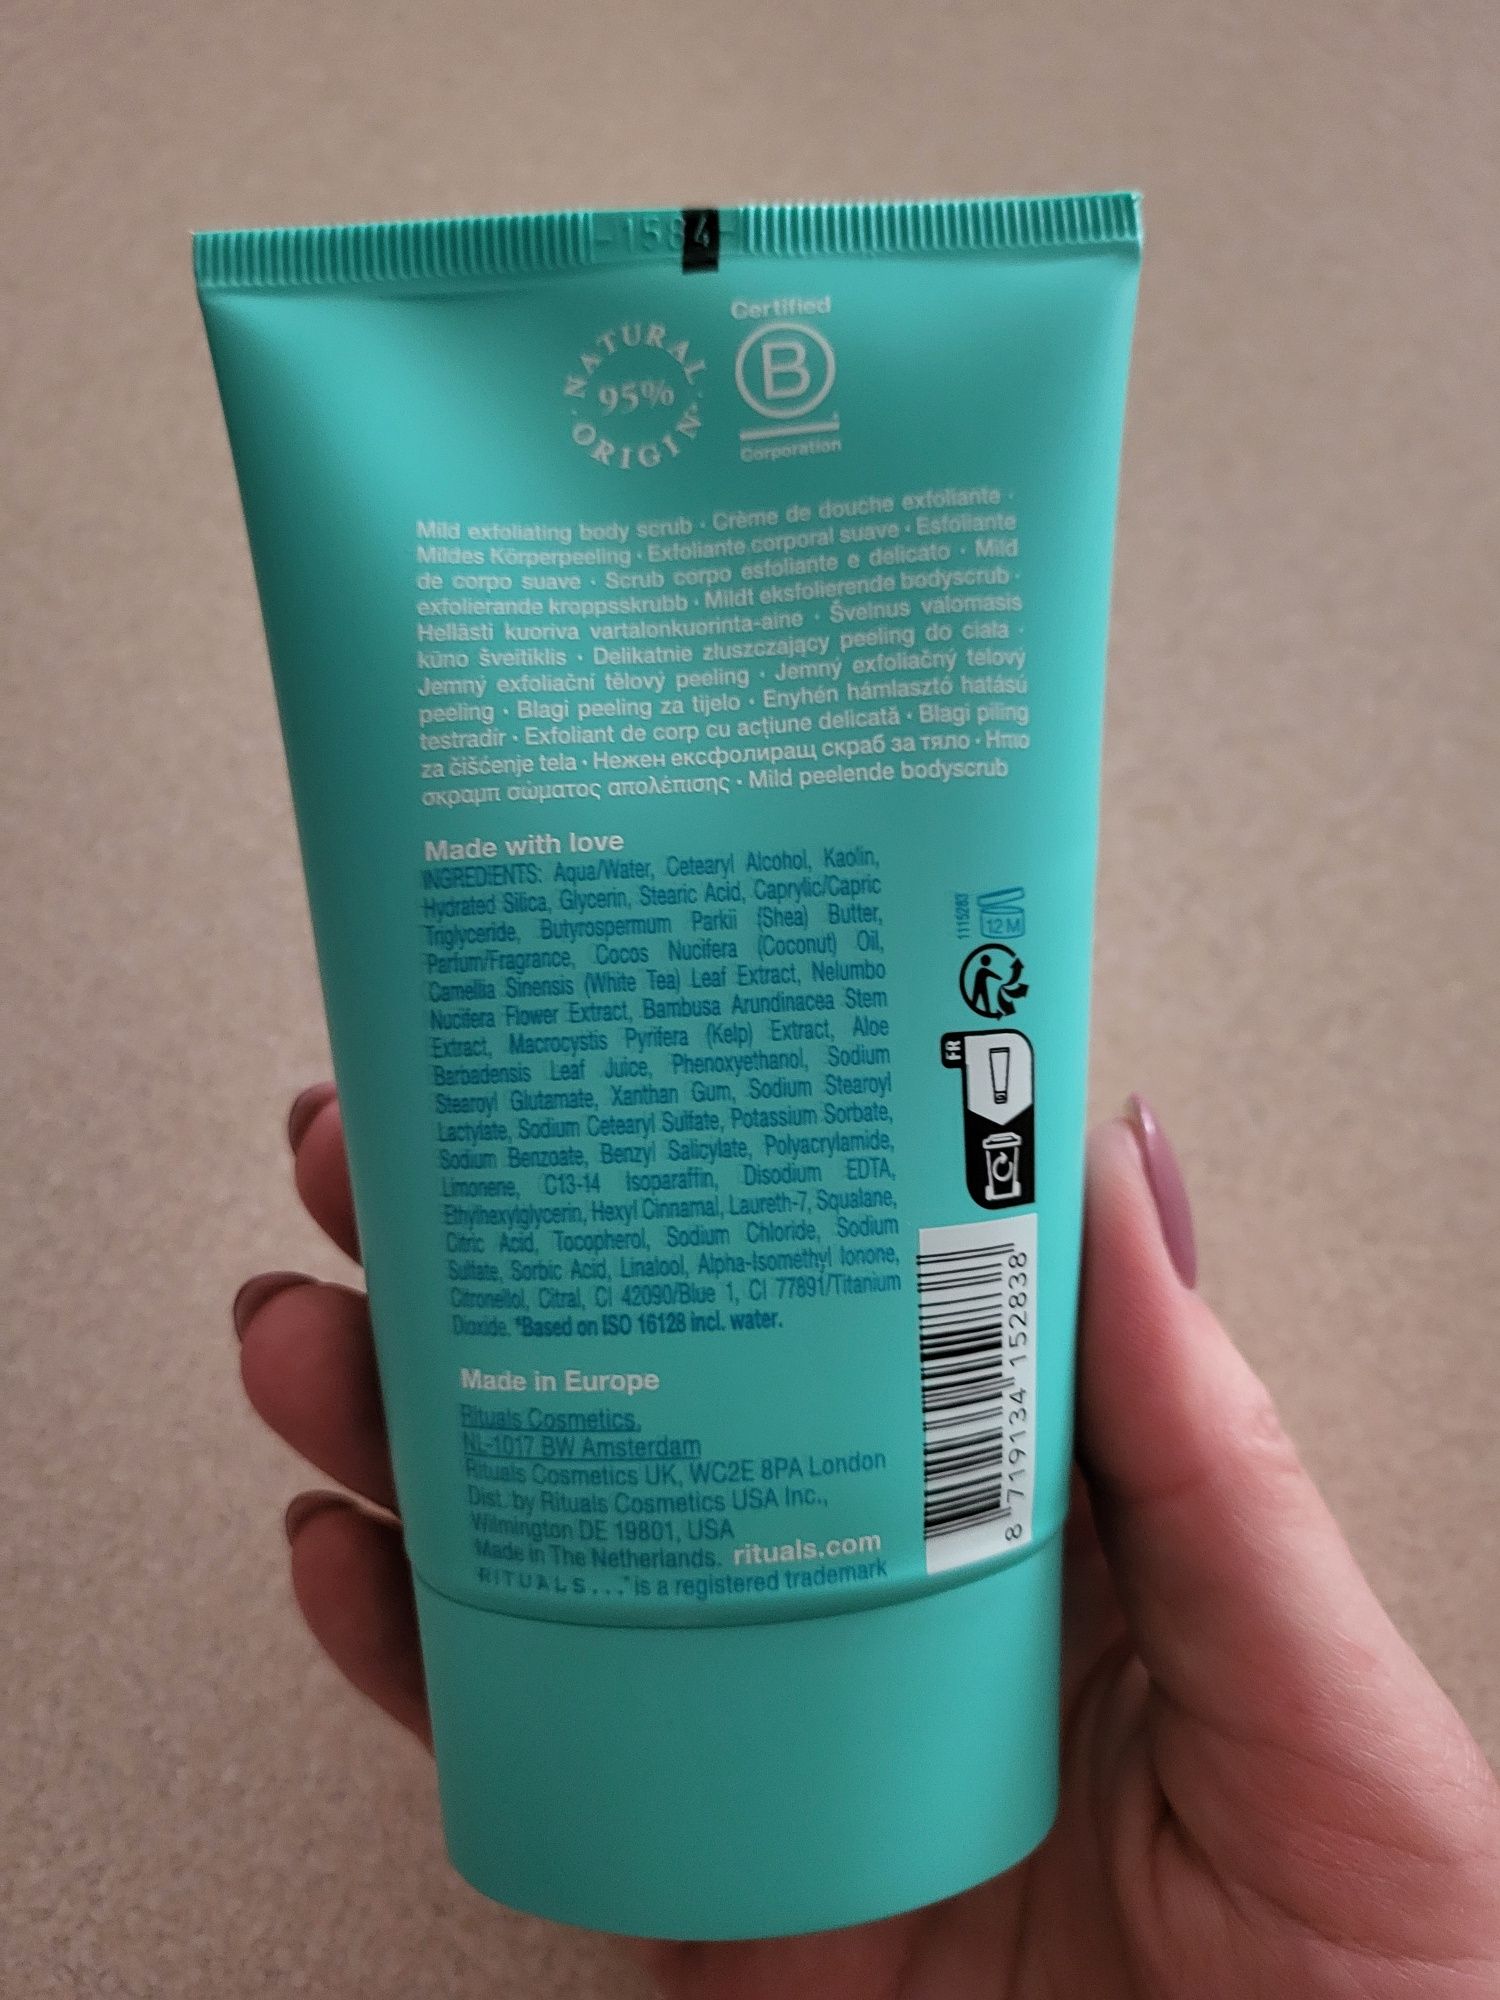 -1584-
NATURAL ORIGIN*
95%
Certified
B
Corporation
Mild exfoliating body scrub · Crème de douche exfoliante ·
Mildes Körperpeeling · Exfoliante corporal suave · Esfoliante
de corpo suave · Scrub corpo esfoliante e delicato · Mild
exfolierande kroppsskrubb · Mildt eksfolierende bodyscrub ·
Hellästi kuoriva vartalonkuorinta-aine · Švelnus valomasis
kūno šveitiklis · Delikatnie złuszczający peeling do ciała ·
Jemný exfoliační tělový peeling · Jemný exfoliačný telový
peeling · Blagi peeling za tijelo · Enyhén hámlasztó hatású
testradír · Exfoliant de corp cu acțiune delicată · Blagi piling
za čišćenje tela · Нежен ексфолиращ скраб за тяло · Ήπιο
σκραμπ σώματος απολέπισης · Mild peelende bodyscrub
Made with love
INGREDIENTS: Aqua/Water, Cetearyl Alcohol, Kaolin,
Hydrated Silica, Glycerin, Stearic Acid, Caprylic/Capric
Triglyceride, Butyrospermum Parkii (Shea) Butter,
Parfum/Fragrance, Cocos Nucifera (Coconut) Oil,
Camellia Sinensis (White Tea) Leaf Extract, Nelumbo
Nucifera Flower Extract, Bambusa Arundinacea Stem
Extract, Macrocystis Pyrifera (Kelp) Extract, Aloe
Barbadensis Leaf Juice, Phenoxyethanol, Sodium
Stearoyl Glutamate, Xanthan Gum, Sodium Stearoyl
Lactylate, Sodium Cetearyl Sulfate, Potassium Sorbate,
Sodium Benzoate, Benzyl Salicylate, Polyacrylamide,
Limonene, C13-14 Isoparaffin, Disodium EDTA,
Ethylhexylglycerin, Hexyl Cinnamal, Laureth-7, Squalane,
Citric Acid, Tocopherol, Sodium Chloride, Sodium
Sulfate, Sorbic Acid, Linalool, Alpha-Isomethyl Ionone,
Citronellol, Citral, CI 42090/Blue 1, CI 77891/Titanium
Dioxide. *Based on ISO 16128 incl. water.
1115283
12 M
FR
Made in Europe
Rituals Cosmetics,
NL-1017 BW Amsterdam
Rituals Cosmetics UK, WC2E 8PA London
Dist. by Rituals Cosmetics USA Inc.,
Wilmington DE 19801, USA
Made in The Netherlands. rituals.com
RITUALS...® is a registered trademark
8 719134 152838